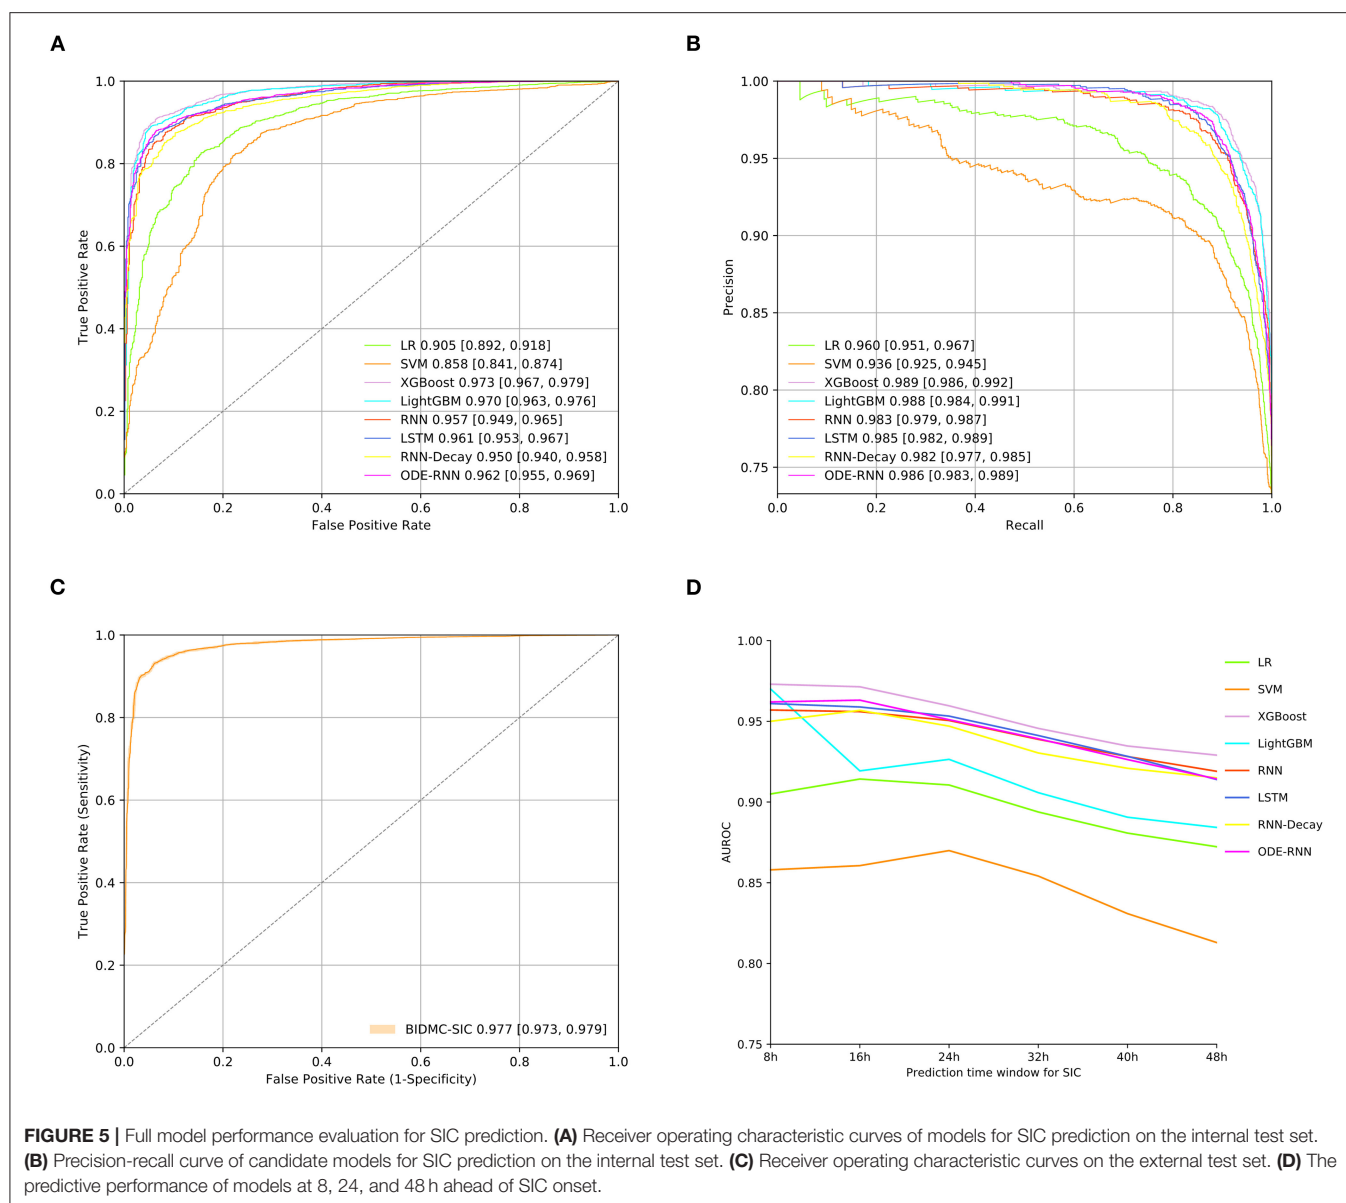 A
1.0
0.8
0.6
0.4
0.2
0.0
True Positive Rate
LR 0.905 [0.892, 0.918]
SVM 0.858 [0.841, 0.874]
XGBoost 0.973 [0.967, 0.979]
LightGBM 0.970 [0.963, 0.976]
RNN 0.957 [0.949, 0.965]
LSTM 0.961 [0.953, 0.967]
RNN-Decay 0.950 [0.940, 0.958]
ODE-RNN 0.962 [0.955, 0.969]
0.0 0.2 0.4 0.6 0.8 1.0
False Positive Rate
B
1.00
0.95
0.90
0.85
0.80
0.75
Precision
LR 0.960 [0.951, 0.967]
SVM 0.936 [0.925, 0.945]
XGBoost 0.989 [0.986, 0.992]
LightGBM 0.988 [0.984, 0.991]
RNN 0.983 [0.979, 0.987]
LSTM 0.985 [0.982, 0.989]
RNN-Decay 0.982 [0.977, 0.985]
ODE-RNN 0.986 [0.983, 0.989]
0.0 0.2 0.4 0.6 0.8 1.0
Recall
C
1.0
0.8
0.6
0.4
0.2
0.0
True Positive Rate (Sensitivity)
BIDMC-SIC 0.977 [0.973, 0.979]
0.0 0.2 0.4 0.6 0.8 1.0
False Positive Rate (1-Specificity)
D
1.00
0.95
0.90
0.85
0.80
0.75
AUROC
LR
SVM
XGBoost
LightGBM
RNN
LSTM
RNN-Decay
ODE-RNN
8h 16h 24h 32h 40h 48h
Prediction time window for SIC
FIGURE 5 | Full model performance evaluation for SIC prediction. (A) Receiver operating characteristic curves of models for SIC prediction on the internal test set.
(B) Precision-recall curve of candidate models for SIC prediction on the internal test set. (C) Receiver operating characteristic curves on the external test set. (D) The
predictive performance of models at 8, 24, and 48 h ahead of SIC onset.